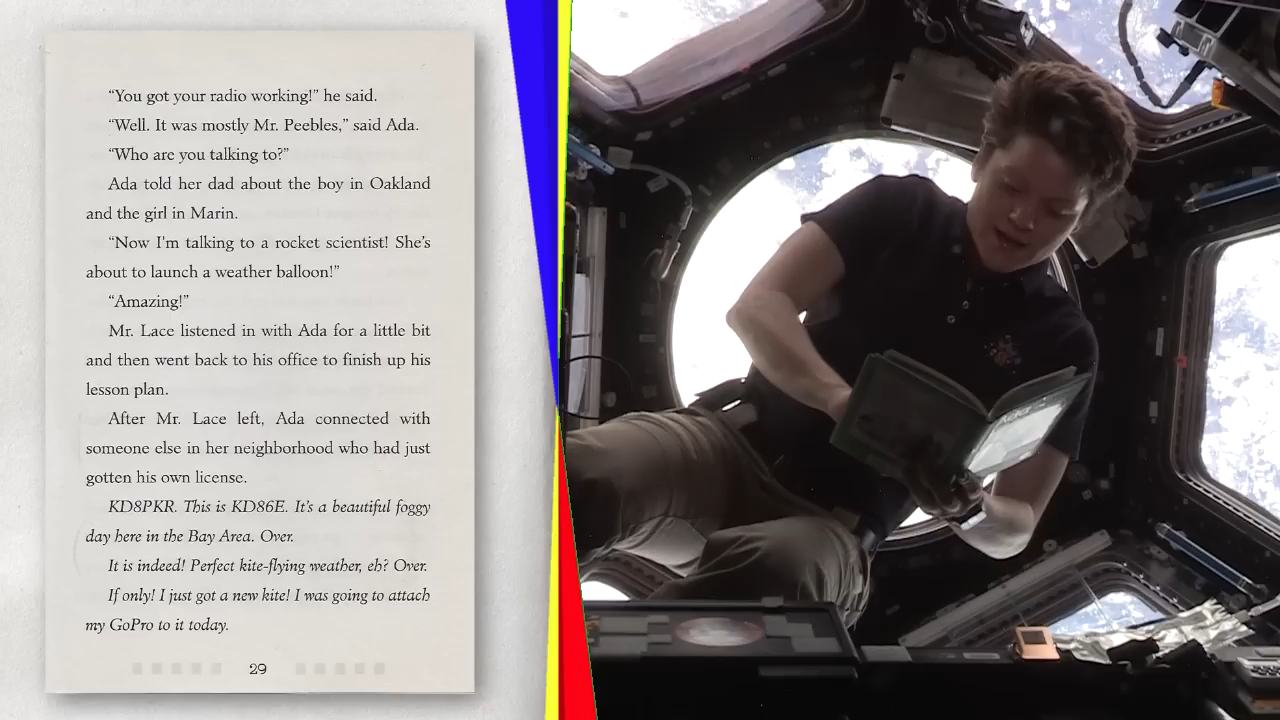 “You got your radio working!” he said.
“Well. It was mostly Mr. Peebles,” said Ada.
“Who are you talking to?”
Ada told her dad about the boy in Oakland
and the girl in Marin.
“Now I’m talking to a rocket scientist! She’s
about to launch a weather balloon!”
“Amazing!”
Mr. Lace listened in with Ada for a little bit
and then went back to his office to finish up his
lesson plan.
After Mr. Lace left, Ada connected with
someone else in her neighborhood who had just
gotten his own license.
KD8PKR. This is KD86E. It’s a beautiful foggy
day here in the Bay Area. Over.
It is indeed! Perfect kite-flying weather, eh? Over.
If only! I just got a new kite! I was going to attach
my GoPro to it today.
29